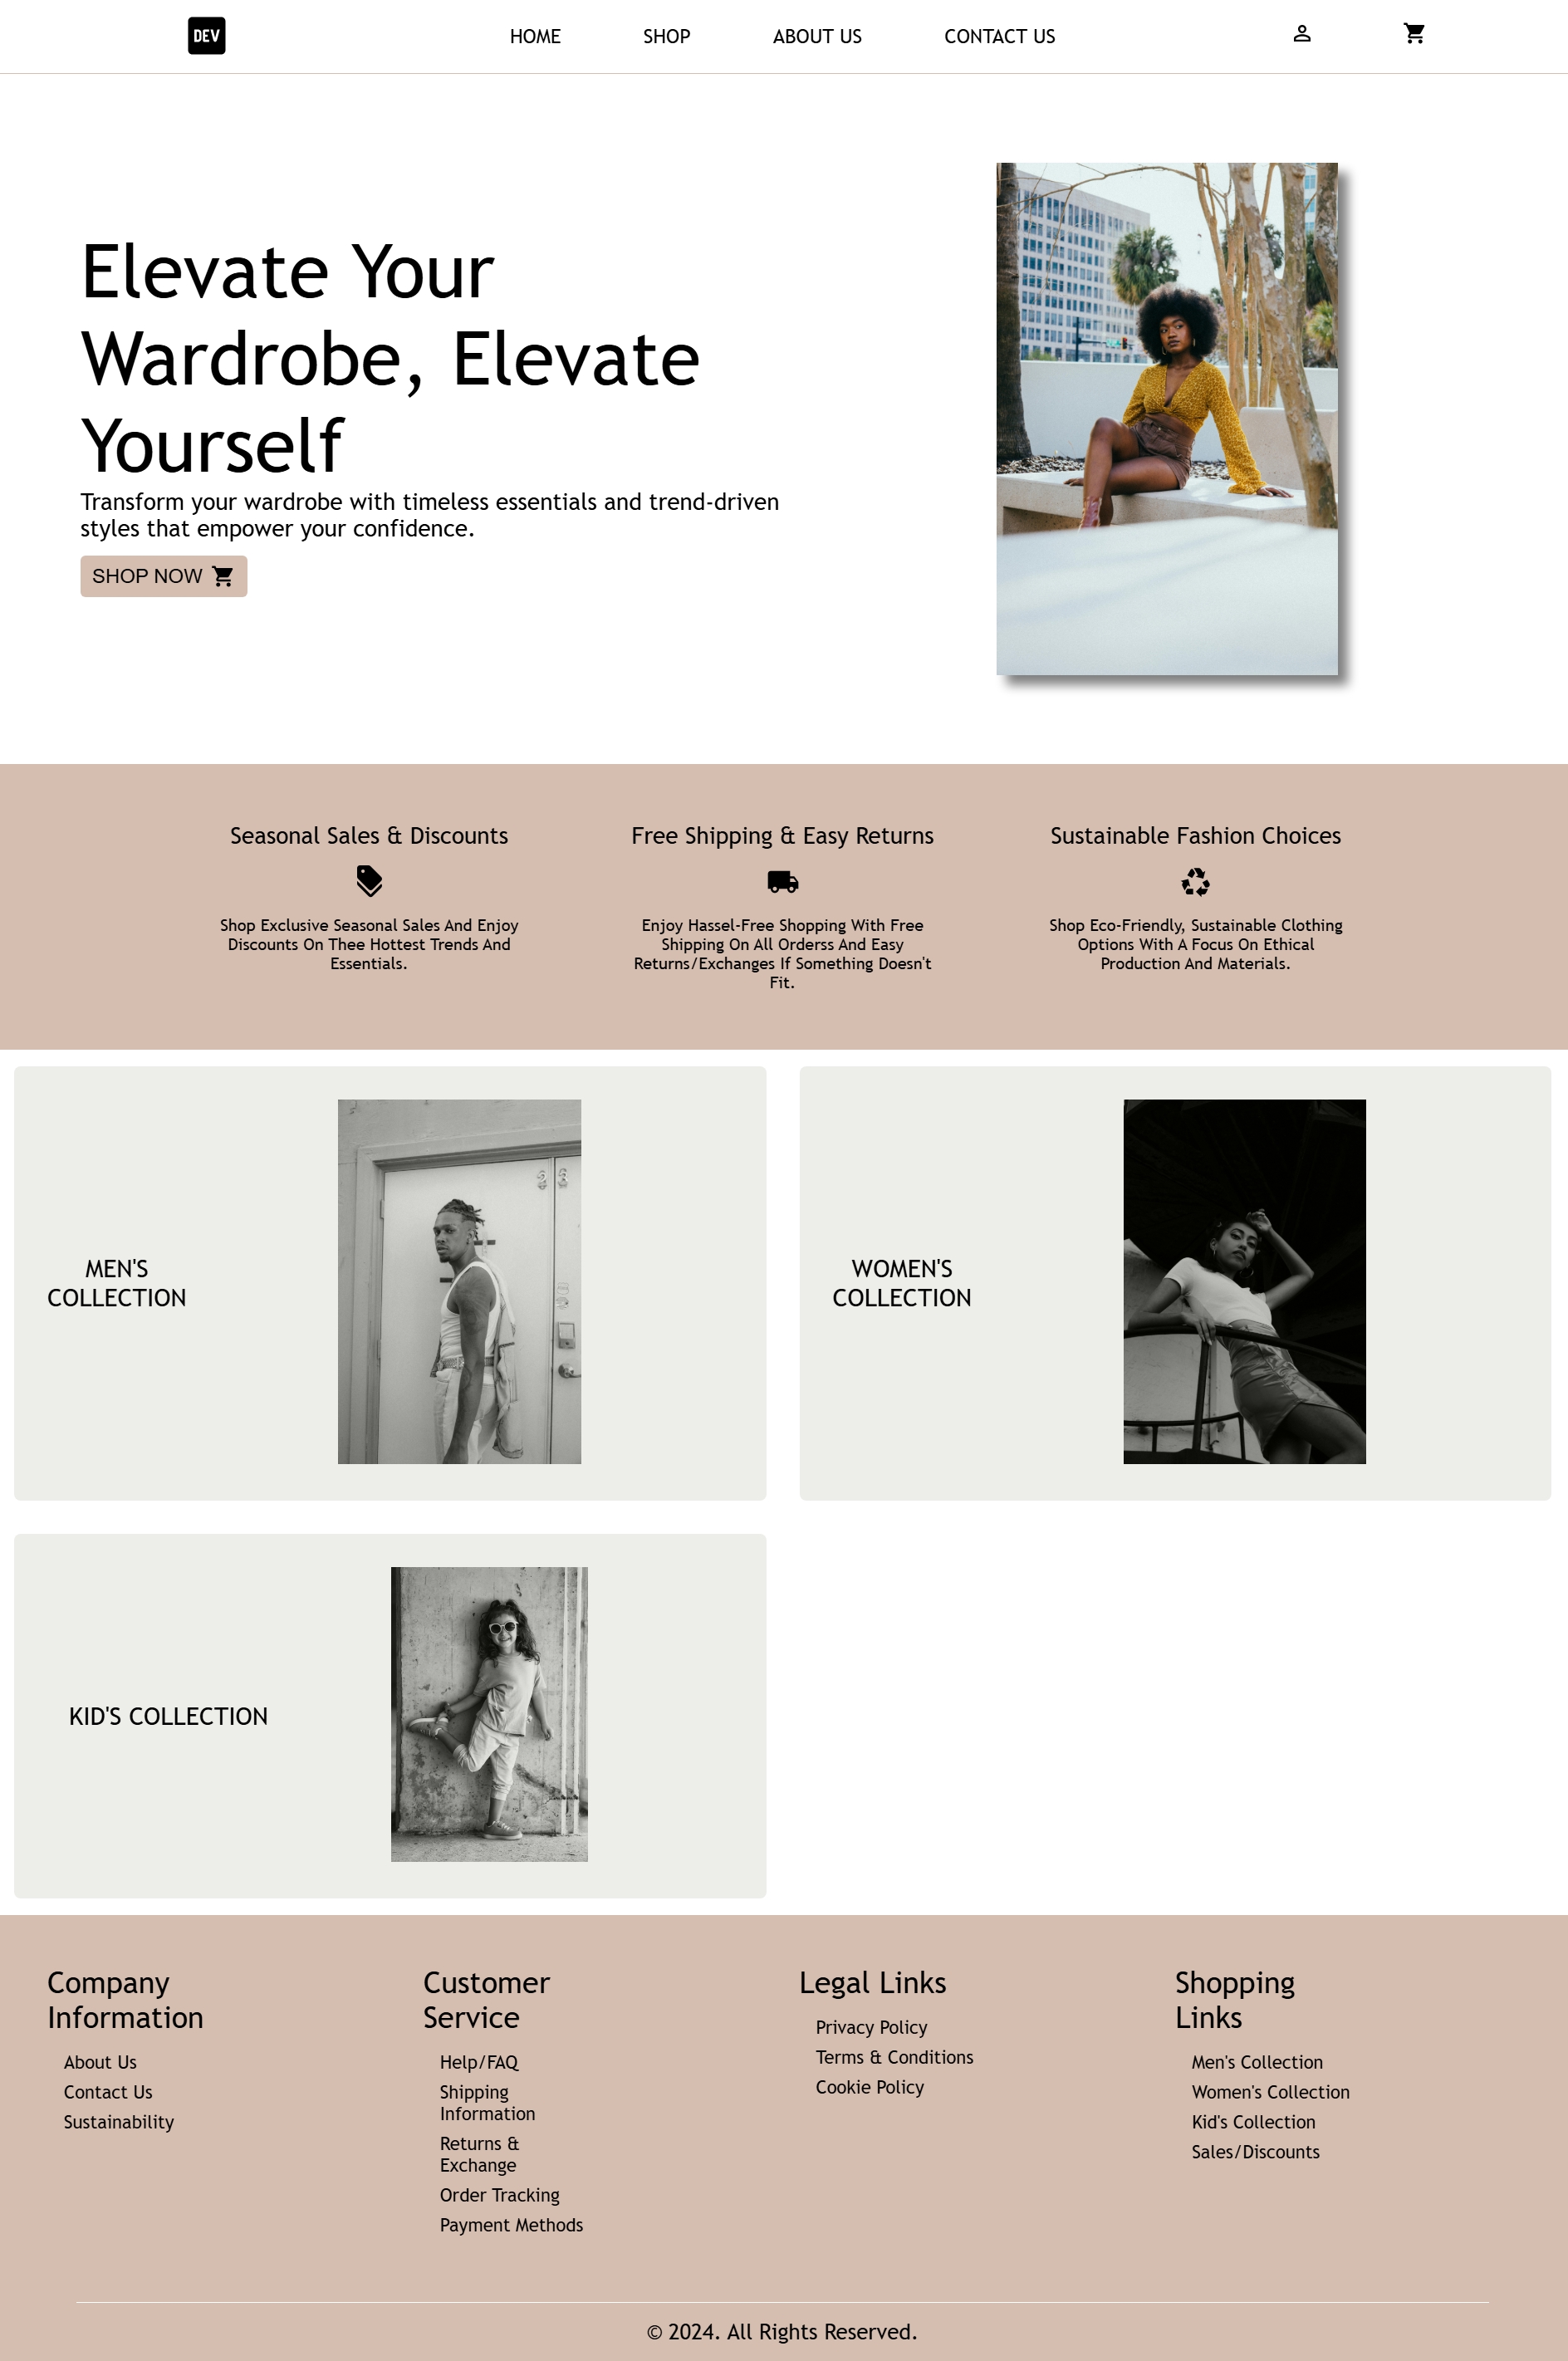 DEV
HOME
SHOP
ABOUT US
CONTACT US
Elevate Your
Wardrobe, Elevate
Yourself
Transform your wardrobe with timeless essentials and trend-driven
styles that empower your confidence.
SHOP NOW
Seasonal Sales & Discounts
Shop Exclusive Seasonal Sales And Enjoy
Discounts On Thee Hottest Trends And
Essentials.
Free Shipping & Easy Returns
Enjoy Hassel-Free Shopping With Free
Shipping On All Orderss And Easy
Returns/Exchanges If Something Doesn't
Fit.
Sustainable Fashion Choices
Shop Eco-Friendly, Sustainable Clothing
Options With A Focus On Ethical
Production And Materials.
MEN'S
COLLECTION
WOMEN'S
COLLECTION
KID'S COLLECTION
Company
Information
About Us
Contact Us
Sustainability
Customer
Service
Help/FAQ
Shipping
Information
Returns &
Exchange
Order Tracking
Payment Methods
Legal Links
Privacy Policy
Terms & Conditions
Cookie Policy
Shopping
Links
Men's Collection
Women's Collection
Kid's Collection
Sales/Discounts
© 2024. All Rights Reserved.